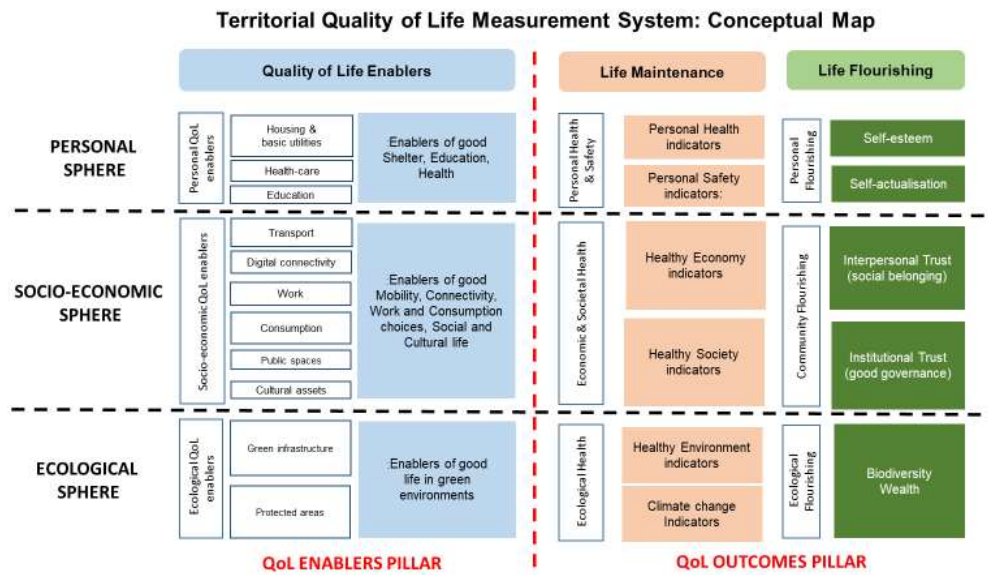 Territorial Quality of Life Measurement System: Conceptual Map
Quality of Life Enablers
Life Maintenance
Life Flourishing
PERSONAL
SPHERE
Personal QoL
enablers
Housing &
basic utilities
Health-care
Education
:Enablers of good
Shelter, Education,
Health
Personal Health
& Safety
Personal Health
indicators
Personal Safety
indicators:
Personal
Flourishing
Self-esteem
Self-actualisation
SOCIO-ECONOMIC
SPHERE
Socio-economic QoL enablers
Transport
Digital connectivity
Work
Consumption
Public spaces
Cultural assets
:Enablers of good
Mobility, Connectivity,
Work and Consumption
choices, Social and
Cultural life
Economic & Societal Health
Healthy Economy
indicators
Healthy Society
indicators
Community Flourishing
Interpersonal Trust
(social belonging)
Institutional Trust
(good governance)
ECOLOGICAL
SPHERE
Ecological QoL
enablers
Green infrastructure
Protected areas
:Enablers of good
life in green
environments
Ecological Health
Healthy Environment
indicators
Climate change
Indicators
Ecological
Flourishing
Biodiversity
Wealth
QoL ENABLERS PILLAR
QoL OUTCOMES PILLAR